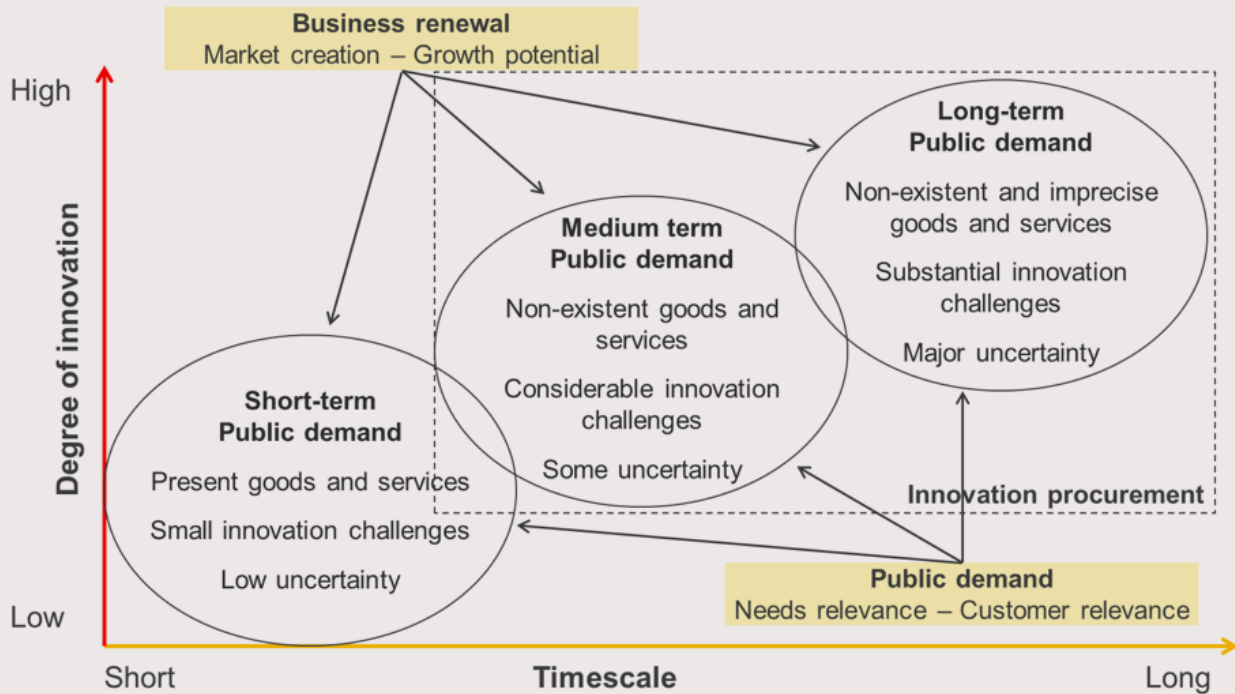 Business renewal
Market creation – Growth potential
High
Long-term
Public demand
Non-existent and imprecise
goods and services
Substantial innovation
challenges
Major uncertainty
Medium term
Public demand
Non-existent goods and
services
Considerable innovation
challenges
Some uncertainty
Degree of innovation
Short-term
Public demand
Present goods and services
Small innovation challenges
Low uncertainty
Innovation procurement
Public demand
Needs relevance – Customer relevance
Low
Short
Timescale
Long